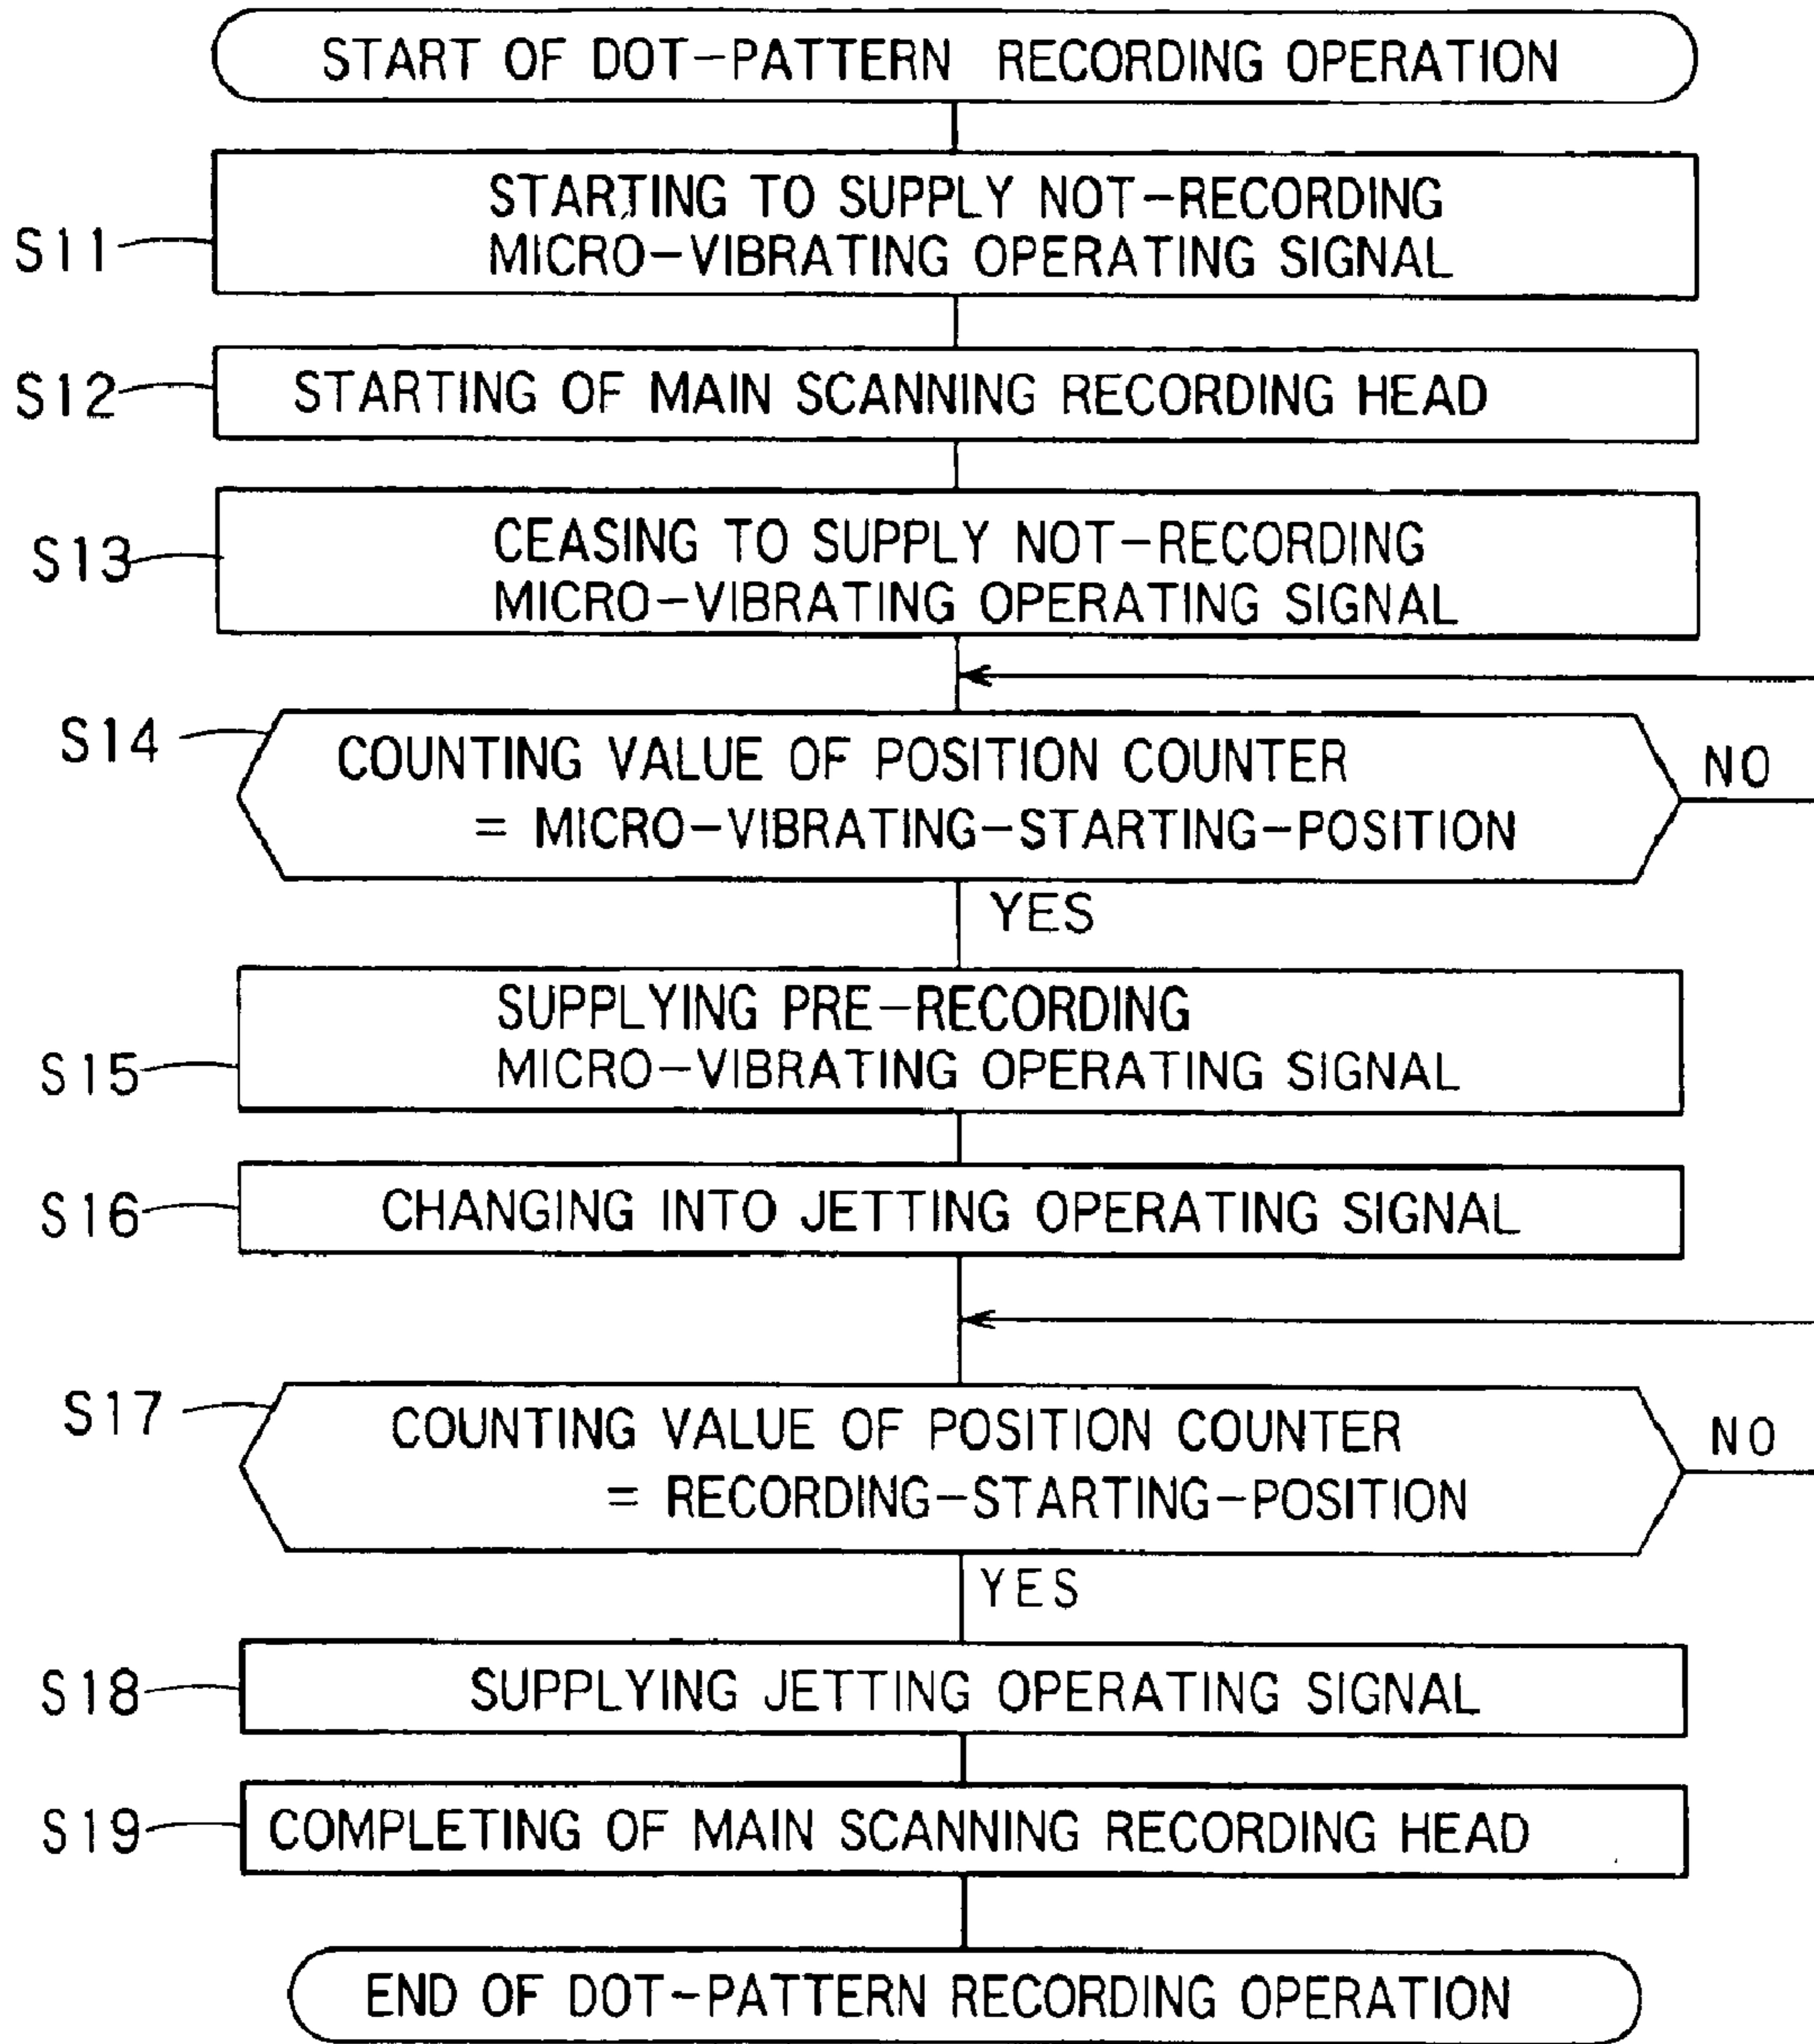 START OF DOT-PATTERN RECORDING OPERATION
STARTING TO SUPPLY NOT-RECORDING
MICRO-VIBRATING OPERATING SIGNAL
S11
S12
STARTING OF MAIN SCANNING RECORDING HEAD
S13
CEASING TO SUPPLY NOT-RECORDING
MICRO-VIBRATING OPERATING SIGNAL
S14
COUNTING VALUE OF POSITION COUNTER
= MICRO-VIBRATING-STARTING-POSITION
NO
YES
SUPPLYING PRE-RECORDING
MICRO-VIBRATING OPERATING SIGNAL
S15
S16
CHANGING INTO JETTING OPERATING SIGNAL
S17
COUNTING VALUE OF POSITION COUNTER
= RECORDING-STARTING-POSITION
NO
YES
S18
SUPPLYING JETTING OPERATING SIGNAL
S19
COMPLETING OF MAIN SCANNING RECORDING HEAD
END OF DOT-PATTERN RECORDING OPERATION